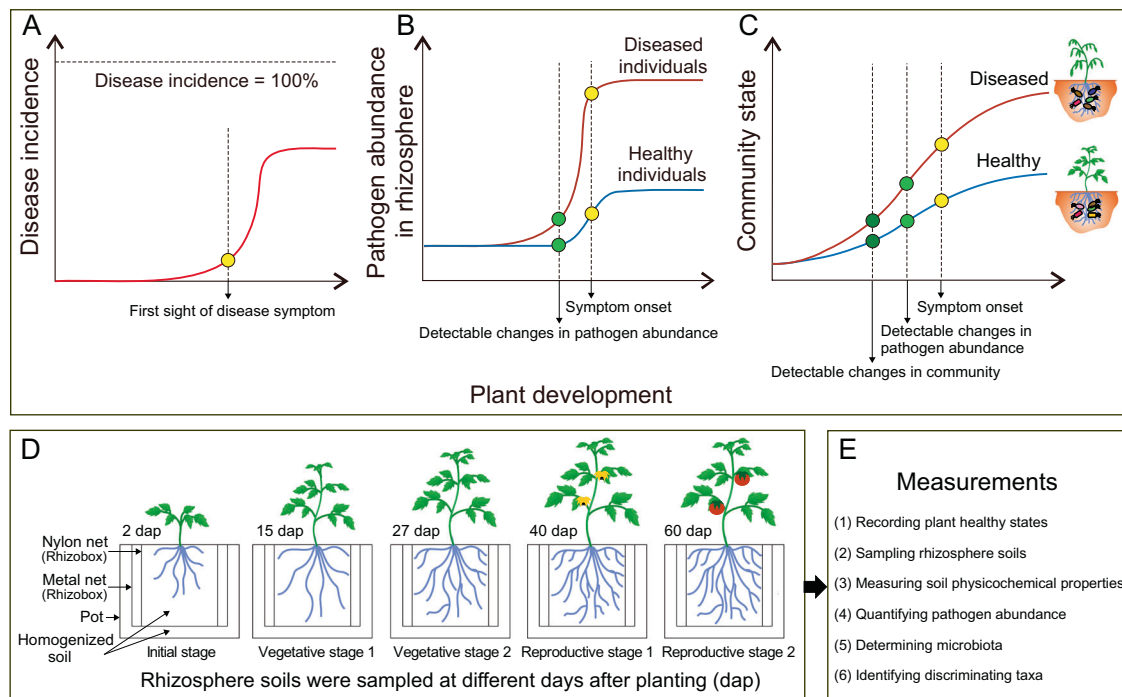 A
Disease incidence
Disease incidence = 100%
First sight of disease symptom
B
Pathogen abundance
in rhizosphere
Diseased
individuals
Healthy
individuals
Symptom onset
Detectable changes in pathogen abundance
C
Community state
Diseased
Healthy
Symptom onset
Detectable changes in
pathogen abundance
Detectable changes in community
Plant development
D
2 dap
15 dap
27 dap
40 dap
60 dap
Nylon net
(Rhizobox)
Metal net
(Rhizobox)
Pot
Homogenized
soil
Initial stage
Vegetative stage 1
Vegetative stage 2
Reproductive stage 1
Reproductive stage 2
Rhizosphere soils were sampled at different days after planting (dap)
E
Measurements
(1) Recording plant healthy states
(2) Sampling rhizosphere soils
(3) Measuring soil physicochemical properties
(4) Quantifying pathogen abundance
(5) Determining microbiota
(6) Identifying discriminating taxa